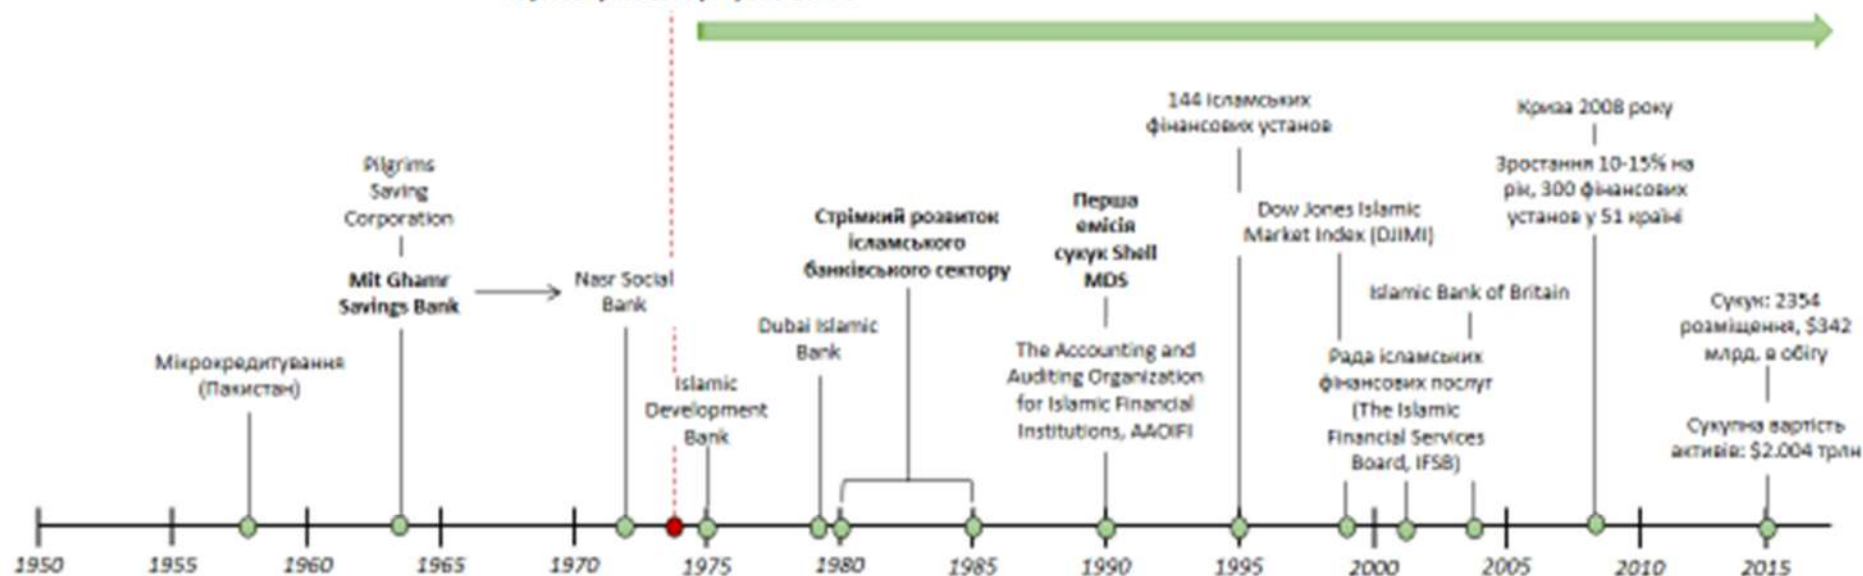 144 ісламських
фінансових установ
Криза 2008 року
Зростання 10-15% на
рік, 300 фінансових
установ у 51 країні
Pilgrims
Saving
Corporation
Mit Ghamr
Savings Bank
Nasr Social
Bank
Стрімкий розвиток
ісламського
банківського сектору
Перша
емісія
сукук Shell
MDS
Dow Jones Islamic
Market Index (DJIMI)
Islamic Bank of Britain
Сукук: 2354
розміщення, $342
млрд. в обігу
Мікрокредитування
(Пакистан)
Islamic
Development
Bank
Dubai Islamic
Bank
The Accounting and
Auditing Organization
for Islamic Financial
Institutions, AAOIFI
Рада ісламських
фінансових послуг
(The Islamic
Financial Services
Board, IFSB)
Сукупна вартість
активів: $2.004 трлн
1950 1955 1960 1965 1970 1975 1980 1985 1990 1995 2000 2005 2010 2015